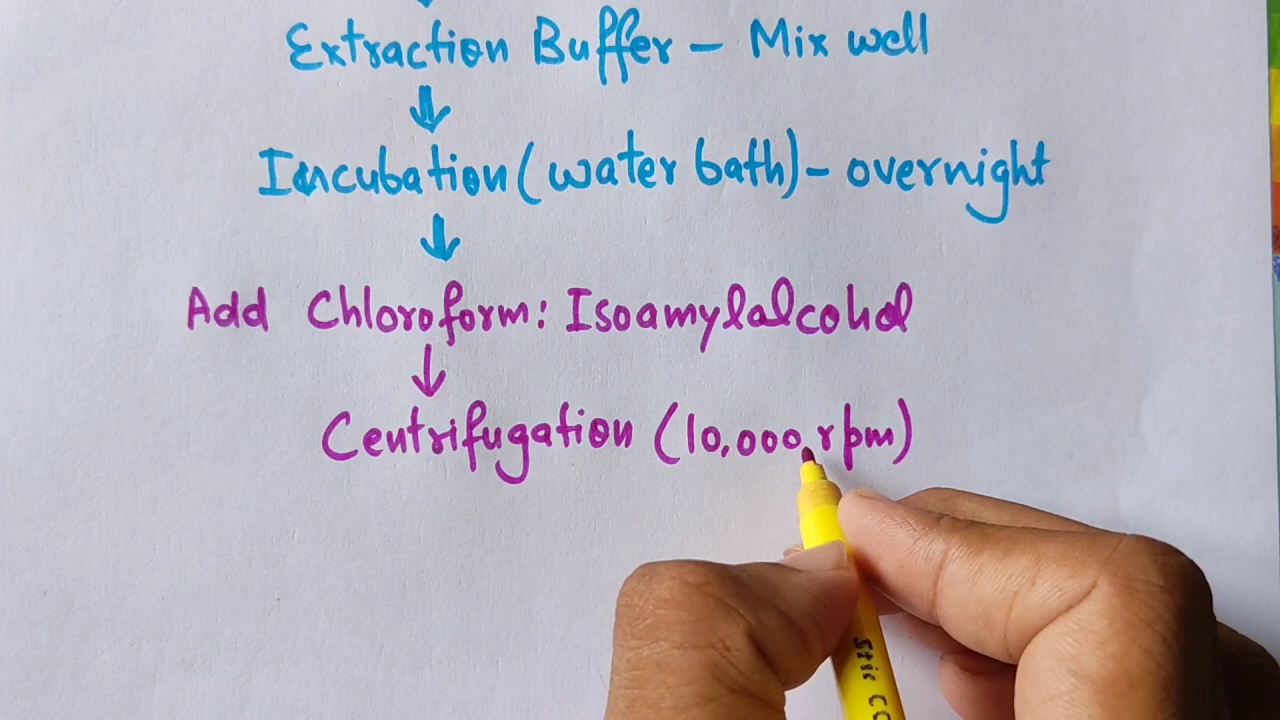 Extraction Buffer – Mix well
↓
Incubation (water bath) – overnight
↓
Add Chloroform: Isoamylalcohol
↓
Centrifugation (10,000 rpm)